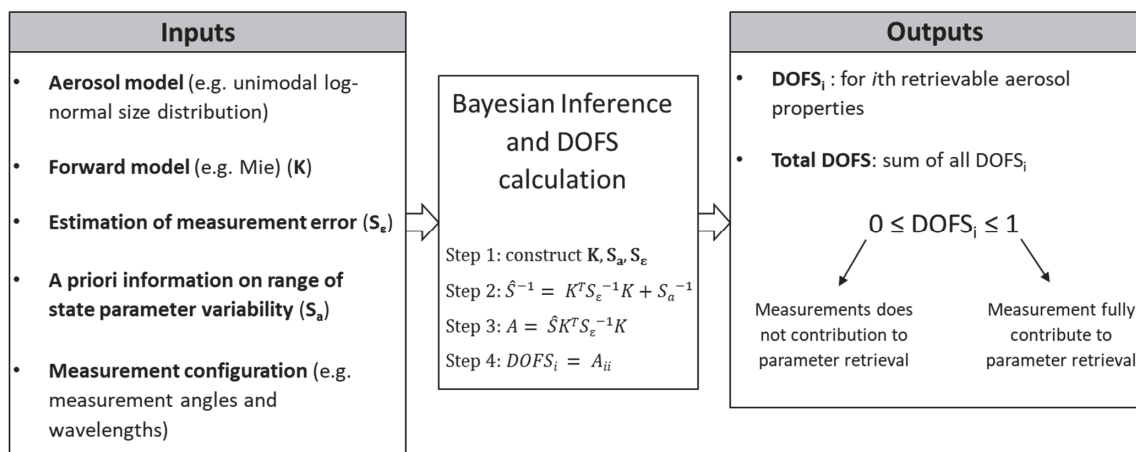 Inputs
• Aerosol model (e.g. unimodal log-
normal size distribution)
• Forward model (e.g. Mie) (K)
• Estimation of measurement error (Sε)
• A priori information on range of
state parameter variability (Sa)
• Measurement configuration (e.g.
measurement angles and
wavelengths)
Bayesian Inference
and DOFS
calculation
Step 1: construct K, Sa, Sε
Step 2: Ŝ⁻¹ = KᵀSε⁻¹K + Sa⁻¹
Step 3: A = ŜKᵀSε⁻¹K
Step 4: DOFSi = Aii
Outputs
• DOFSi : for ith retrievable aerosol
properties
• Total DOFS: sum of all DOFSi
0 ≤ DOFSi ≤ 1
Measurements does
not contribution to
parameter retrieval
Measurement fully
contribute to
parameter retrieval